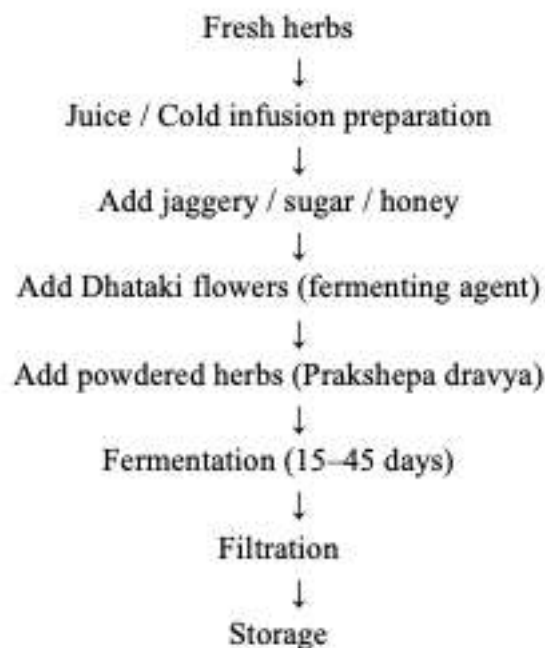 Fresh herbs
↓
Juice / Cold infusion preparation
↓
Add jaggery / sugar / honey
↓
Add Dhataki flowers (fermenting agent)
↓
Add powdered herbs (Prakshepa dravya)
↓
Fermentation (15–45 days)
↓
Filtration
↓
Storage